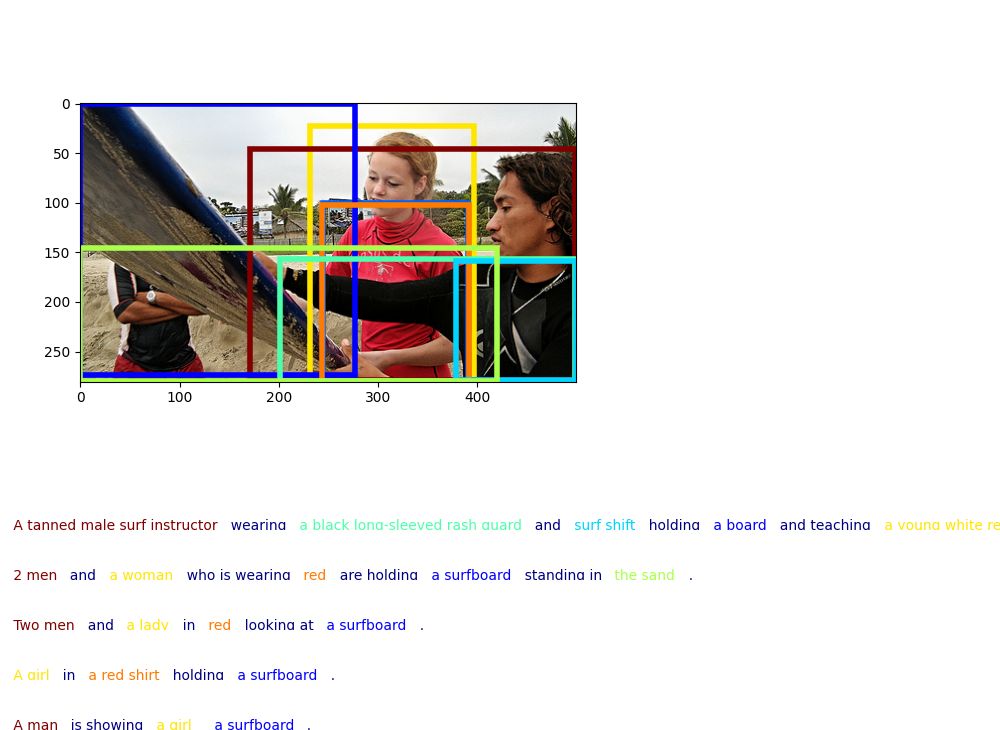 0
50
100
150
200
250
0 100 200 300 400
A tanned male surf instructor wearing a black long-sleeved rash guard and surf shift holding a board and teaching a young white
2 men and a woman who is wearing red are holding a surfboard standing in the sand .
Two men and a lady in red looking at a surfboard .
A girl in a red shirt holding a surfboard .
A man is showing a girl a surfboard .